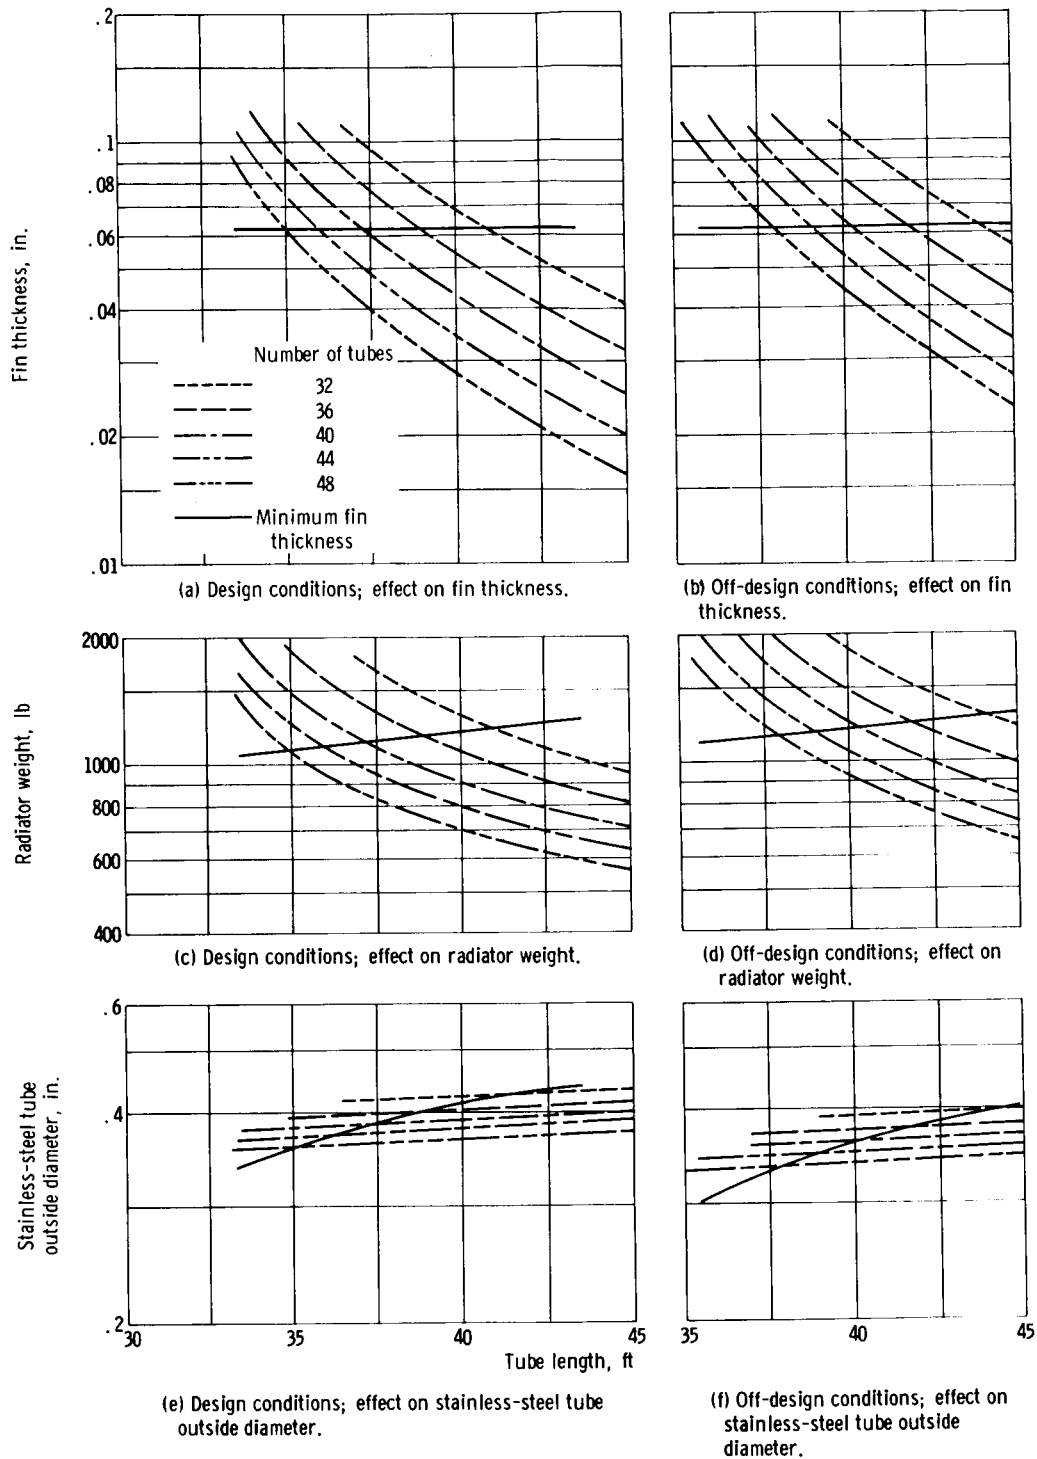 Fin thickness, in.
.2
.1
.08
.06
.04
.02
.01
Number of tubes
32
36
40
44
48
Minimum fin
thickness
(a) Design conditions; effect on fin thickness.
(b) Off-design conditions; effect on fin
thickness.
Radiator weight, lb
2000
1000
800
600
400
(c) Design conditions; effect on radiator weight.
(d) Off-design conditions; effect on
radiator weight.
Stainless-steel tube
outside diameter, in.
.6
.4
.2
30 35 40 45
35 40 45
Tube length, ft
(e) Design conditions; effect on stainless-steel tube
outside diameter.
(f) Off-design conditions; effect on
stainless-steel tube outside
diameter.